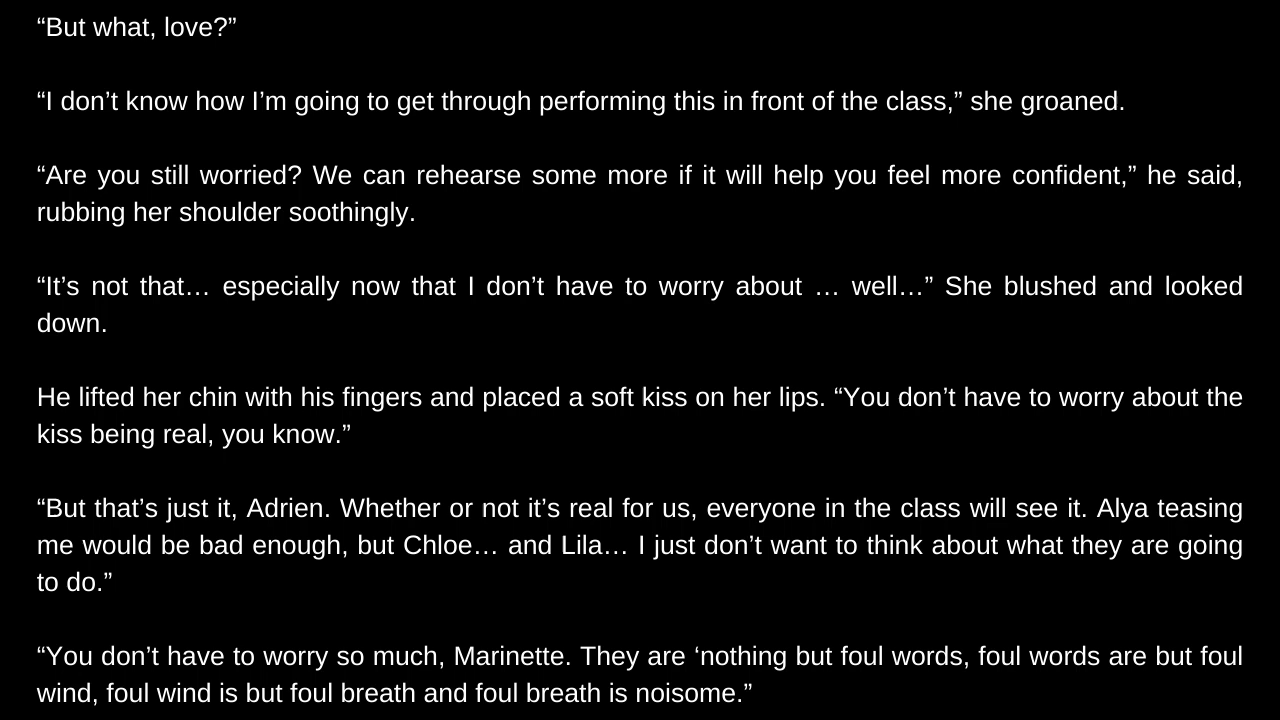 “But what, love?”
“I don’t know how I’m going to get through performing this in front of the class,” she groaned.
“Are you still worried? We can rehearse some more if it will help you feel more confident,” he said,
rubbing her shoulder soothingly.
“It’s not that… especially now that I don’t have to worry about … well…” She blushed and looked
down.
He lifted her chin with his fingers and placed a soft kiss on her lips. “You don’t have to worry about the
kiss being real, you know.”
“But that’s just it, Adrien. Whether or not it’s real for us, everyone in the class will see it. Alya teasing
me would be bad enough, but Chloe… and Lila… I just don’t want to think about what they are going
to do.”
“You don’t have to worry so much, Marinette. They are ‘nothing but foul words, foul words are but foul
wind, foul wind is but foul breath and foul breath is noisome.”